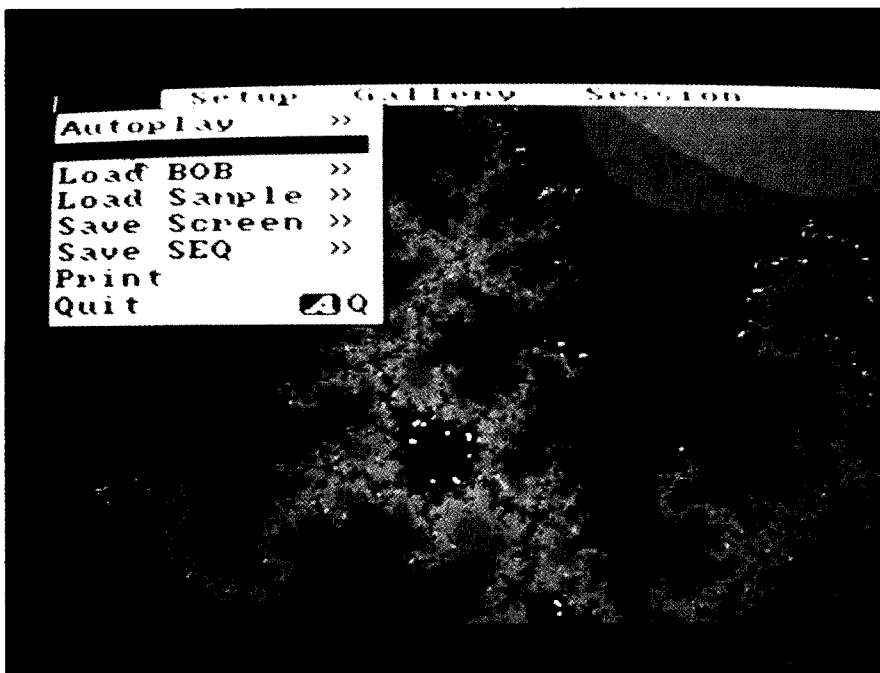 Setup Gallery Session
Autoplay >>
Load BOB >>
Load Sample >>
Save Screen >>
Save SEQ >>
Print
Quit A Q